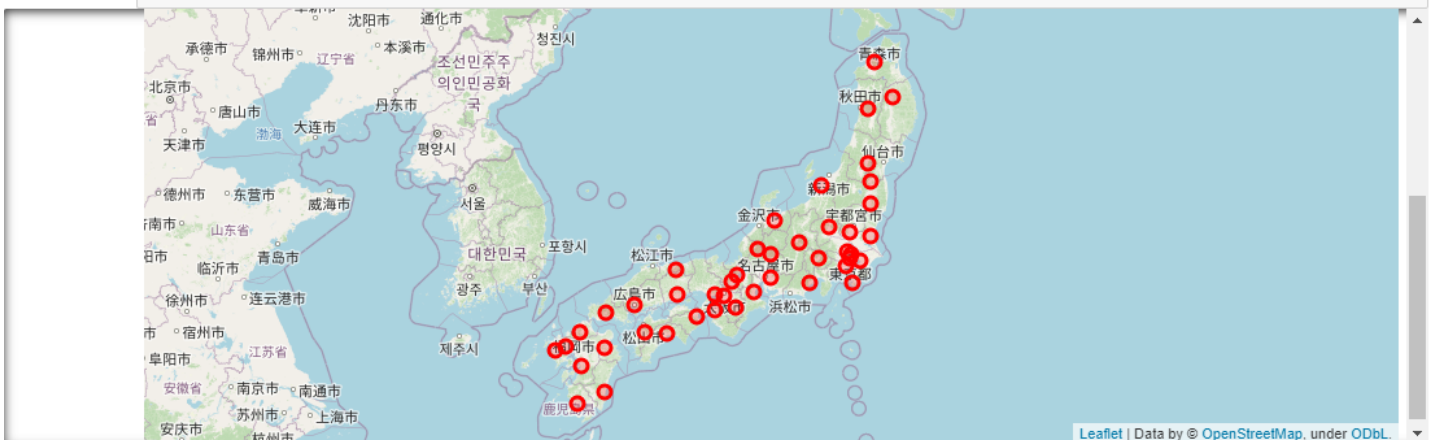 沈阳市
通化市
청진시
承德市
锦州市
辽宁省
本溪市
조선민주주
의인민공화
국
青森市
北京市
唐山市
丹东市
秋田市
大连市
渤海
省
天津市
평양시
仙台市
德州市
东营市
威海市
서울
新潟市
济南市
山东省
金沢市
宇都宮市
阳市
青岛市
대한민국
포항시
松江市
临沂市
名古屋市
東京都
광주
부산
徐州市
连云港市
広島市
浜松市
市
宿州市
江苏省
제주시
福岡市
松山市
阜阳市
安徽省
南京市
南通市
鹿児島県
苏州市
上海市
安庆市
杭州市
Leaflet | Data by © OpenStreetMap, under ODbL.